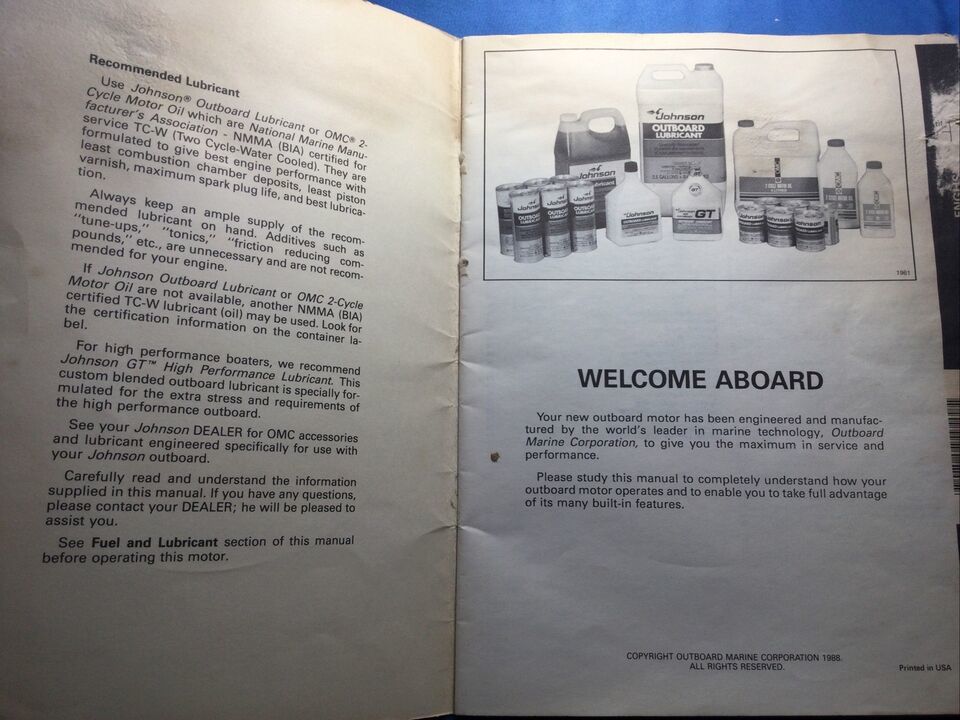 Recommended Lubricant
Use Johnson® Outboard Lubricant or OMC® 2-
Cycle Motor Oil which are National Marine Manu-
facturer's Association - NMMA (BIA) certified for
service TC-W (Two Cycle-Water Cooled). They are
formulated to give best engine performance with
least combustion chamber deposits, least piston
varnish, maximum spark plug life, and best lubrica-
tion.
Always keep an ample supply of the recom-
mended lubricant on hand. Additives such as
"tune-ups," "tonics," "friction reducing com-
pounds," etc., are unnecessary and are not recom-
mended for your engine.
If Johnson Outboard Lubricant or OMC 2-Cycle
Motor Oil are not available, another NMMA (BIA)
certified TC-W lubricant (oil) may be used. Look for
the certification information on the container la-
bel.
For high performance boaters, we recommend
Johnson GT™ High Performance Lubricant. This
custom blended outboard lubricant is specially for-
mulated for the extra stress and requirements of
the high performance outboard.
See your Johnson DEALER for OMC accessories
and lubricant engineered specifically for use with
your Johnson outboard.
Carefully read and understand the information
supplied in this manual. If you have any questions,
please contact your DEALER; he will be pleased to
assist you.
See Fuel and Lubricant section of this manual
before operating this motor.
Johnson
OUTBOARD
LUBRICANT
Johnson
Johnson
OUTBOARD
LUBRICANT
Johnson
GT
Johnson
1961
WELCOME ABOARD
Your new outboard motor has been engineered and manufac-
tured by the world's leader in marine technology, Outboard
Marine Corporation, to give you the maximum in service and
performance.
Please study this manual to completely understand how your
outboard motor operates and to enable you to take full advantage
of its many built-in features.
COPYRIGHT OUTBOARD MARINE CORPORATION 1988.
ALL RIGHTS RESERVED.
Printed in USA